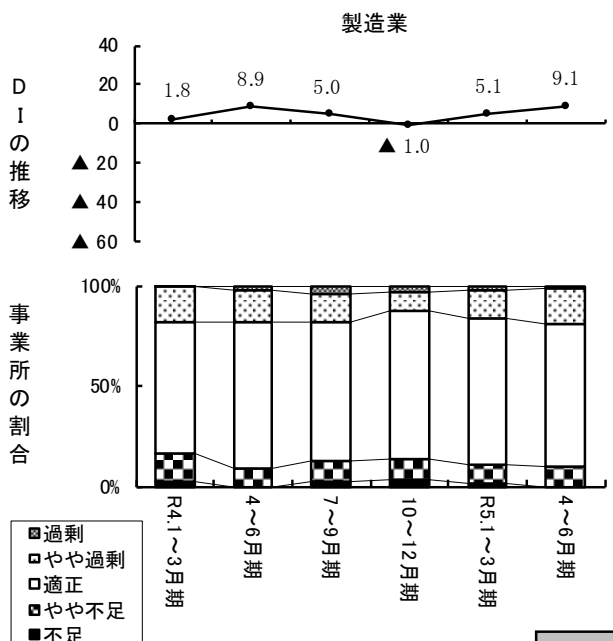 製造業
DIの推移
40
20
0
▲ 20
▲ 40
▲ 60
1.8
8.9
5.0
▲ 1.0
5.1
9.1
事業所の割合
100%
50%
0%
R4.1～3月期
4～6月期
7～9月期
10～12月期
R5.1～3月期
4～6月期
過剰
やや過剰
適正
やや不足
不足